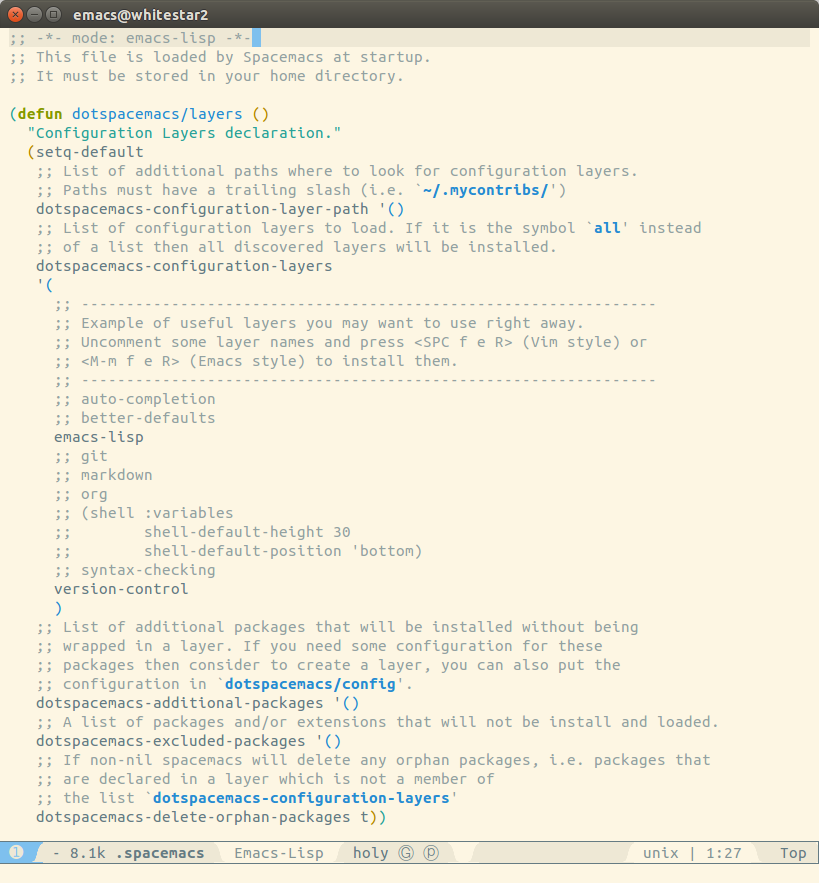 emacs@whitestar2
;; -*- mode: emacs-lisp -*-
;; This file is loaded by Spacemacs at startup.
;; It must be stored in your home directory.

(defun dotspacemacs/layers ()
  "Configuration Layers declaration."
  (setq-default
   ;; List of additional paths where to look for configuration layers.
   ;; Paths must have a trailing slash (i.e. `~/.mycontribs/')
   dotspacemacs-configuration-layer-path '()
   ;; List of configuration layers to load. If it is the symbol `all' instead
   ;; of a list then all discovered layers will be installed.
   dotspacemacs-configuration-layers
   '(
     ;; ----------------------------------------------------------------
     ;; Example of useful layers you may want to use right away.
     ;; Uncomment some layer names and press <SPC f e R> (Vim style) or
     ;; <M-m f e R> (Emacs style) to install them.
     ;; ----------------------------------------------------------------
     ;; auto-completion
     ;; better-defaults
     emacs-lisp
     ;; git
     ;; markdown
     ;; org
     ;; (shell :variables
     ;;        shell-default-height 30
     ;;        shell-default-position 'bottom)
     ;; syntax-checking
     version-control
     )
   ;; List of additional packages that will be installed without being
   ;; wrapped in a layer. If you need some configuration for these
   ;; packages then consider to create a layer, you can also put the
   ;; configuration in `dotspacemacs/config'.
   dotspacemacs-additional-packages '()
   ;; A list of packages and/or extensions that will not be install and loaded.
   dotspacemacs-excluded-packages '()
   ;; If non-nil spacemacs will delete any orphan packages, i.e. packages that
   ;; are declared in a layer which is not a member of
   ;; the list `dotspacemacs-configuration-layers'
   dotspacemacs-delete-orphan-packages t))
➊ - 8.1k .spacemacs Emacs-Lisp holy Ⓖ ⓟ unix | 1:27 Top